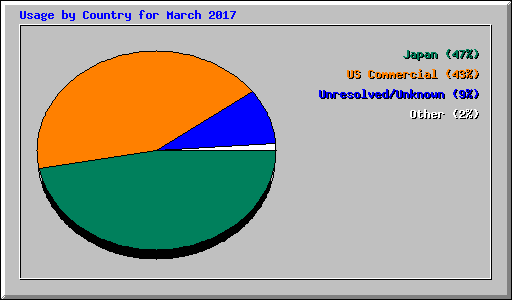 Usage by Country for March 2017
Japan (47%)
US Commercial (43%)
Unresolved/Unknown (9%)
Other (2%)